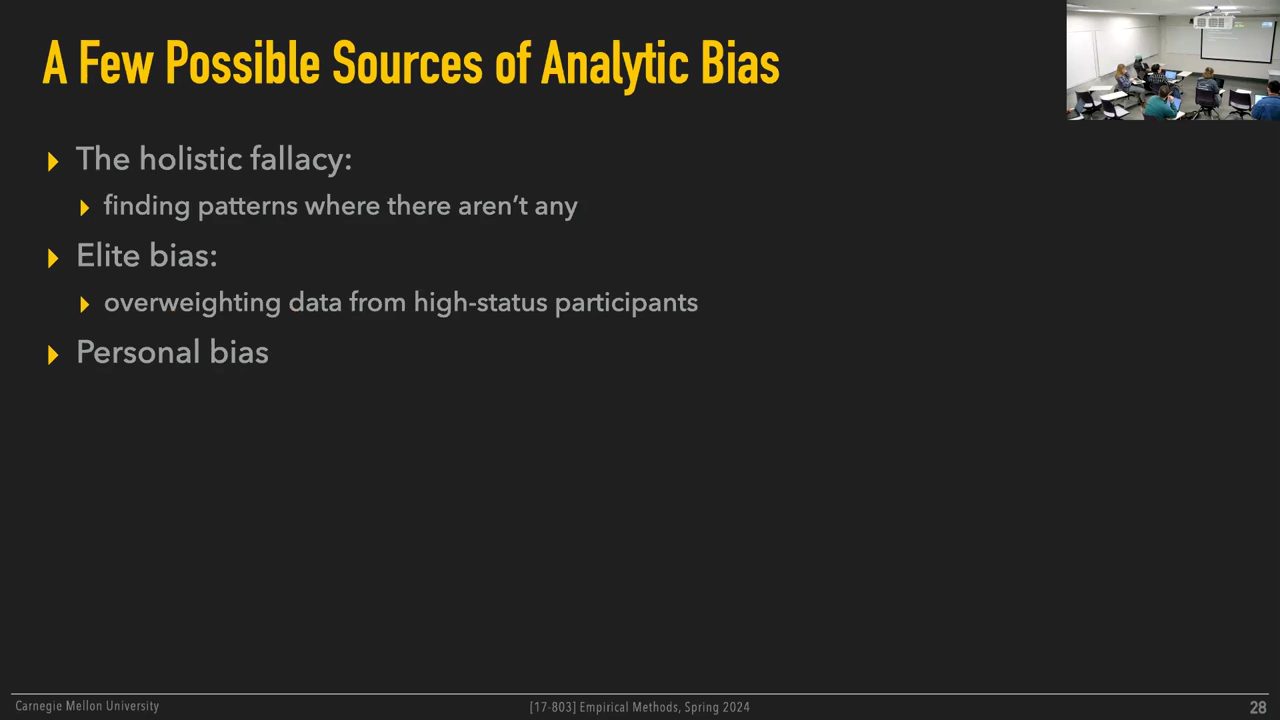 A Few Possible Sources of Analytic Bias
The holistic fallacy:
finding patterns where there aren't any
Elite bias:
overweighting data from high-status participants
Personal bias
Carnegie Mellon University
[17-803] Empirical Methods, Spring 2024
28